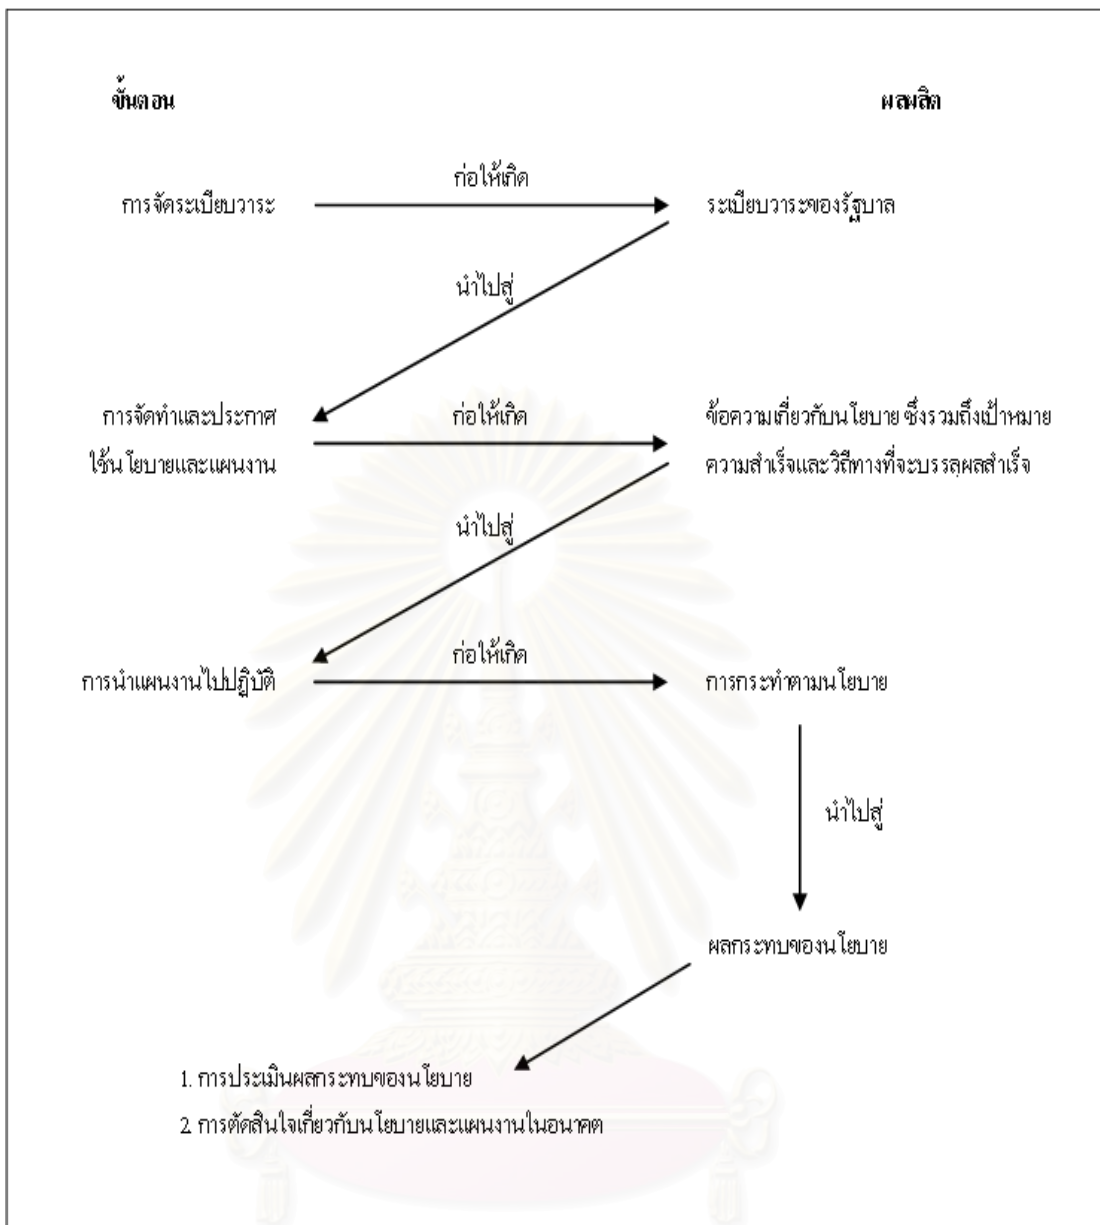 ขั้นตอน
ผลผลิต
ก่อให้เกิด
การจัดระเบียบวาระ
ระเบียบวาระของรัฐบาล
นำไปสู่
การจัดทำและประกาศ
ใช้นโยบายและแผนงาน
ก่อให้เกิด
ข้อความเกี่ยวกับนโยบาย ซึ่งรวมถึงเป้าหมาย
ความสำเร็จและวิถีทางที่จะบรรลุผลสำเร็จ
นำไปสู่
ก่อให้เกิด
การนำแผนงานไปปฏิบัติ
การกระทำตามนโยบาย
นำไปสู่
ผลกระทบของนโยบาย
1. การประเมินผลกระทบของนโยบาย
2. การตัดสินใจเกี่ยวกับนโยบายและแผนงานในอนาคต